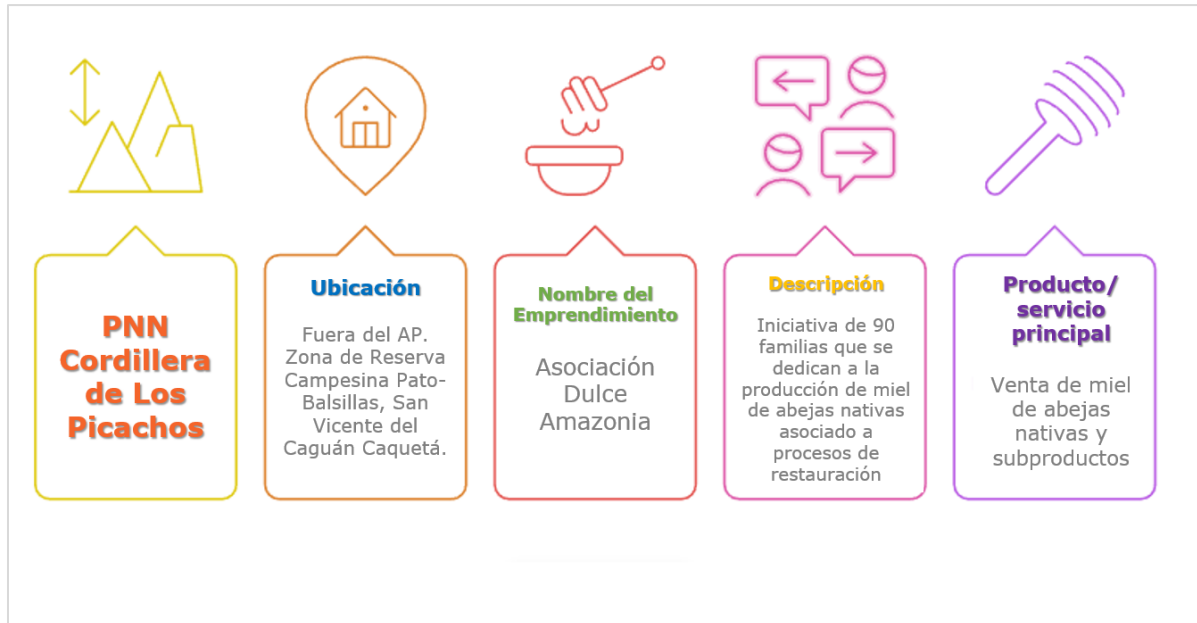 PNN
Cordillera
de Los
Picachos
Ubicación
Fuera del AP.
Zona de Reserva
Campesina Pato-
Balsillas, San
Vicente del
Caguán Caquetá.
Nombre del
Emprendimiento
Asociación
Dulce
Amazonia
Descripción
Iniciativa de 90
familias que se
dedican a la
producción de miel
de abejas nativas
asociado a
procesos de
restauración
Producto/
servicio
principal
Venta de miel
de abejas
nativas y
subproductos